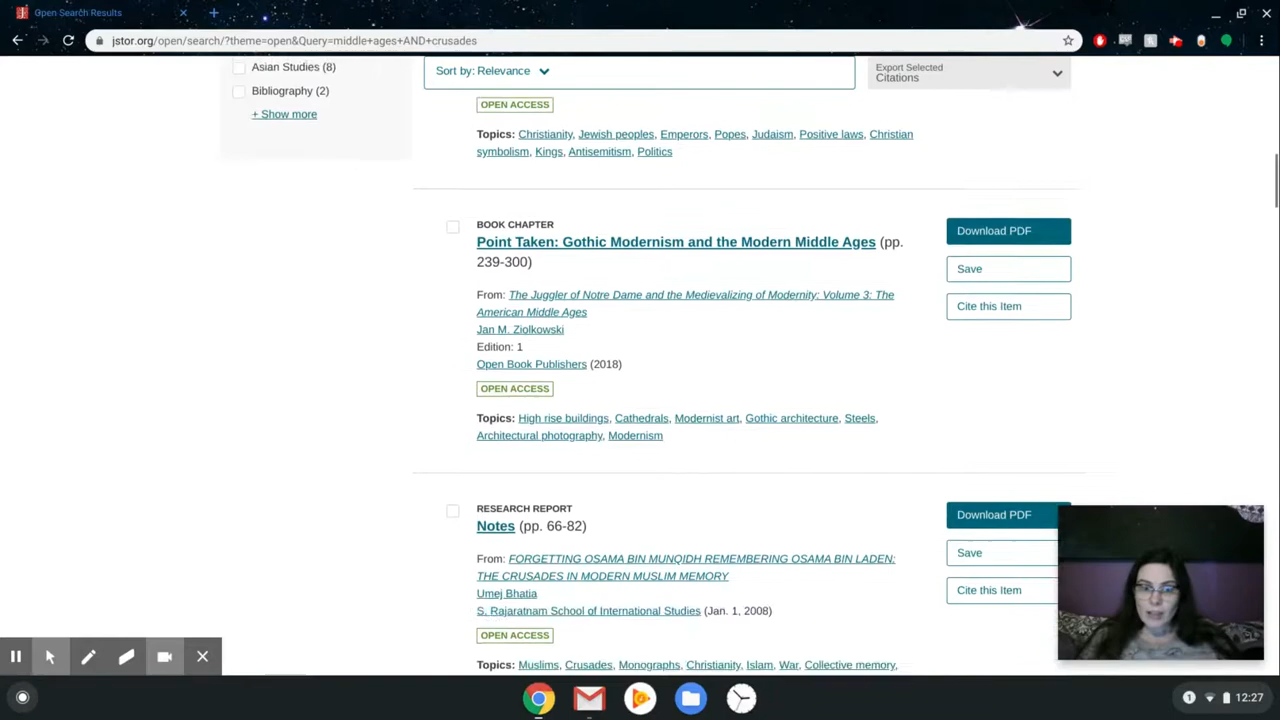 Open Search Results
jstor.org/open/search/?theme=open&Query=middle+ages+AND+crusades
Asian Studies (8)
Bibliography (2)
+ Show more
Sort by: Relevance
Export Selected
Citations
OPEN ACCESS
Topics: Christianity, Jewish peoples, Emperors, Popes, Judaism, Positive laws, Christian
symbolism, Kings, Antisemitism, Politics
BOOK CHAPTER
Point Taken: Gothic Modernism and the Modern Middle Ages (pp.
239-300)
From: The Juggler of Notre Dame and the Medievalizing of Modernity: Volume 3: The
American Middle Ages
Jan M. Ziolkowski
Edition: 1
Open Book Publishers (2018)
OPEN ACCESS
Topics: High rise buildings, Cathedrals, Modernist art, Gothic architecture, Steels,
Architectural photography, Modernism
Download PDF
Save
Cite this Item
RESEARCH REPORT
Notes (pp. 66-82)
From: FORGETTING OSAMA BIN MUNQIDH REMEMBERING OSAMA BIN LADEN:
THE CRUSADES IN MODERN MUSLIM MEMORY
Umej Bhatia
S. Rajaratnam School of International Studies (Jan. 1, 2008)
OPEN ACCESS
Topics: Muslims, Crusades, Monographs, Christianity, Islam, War, Collective memory,
Download PDF
Save
Cite this Item
1
12:27